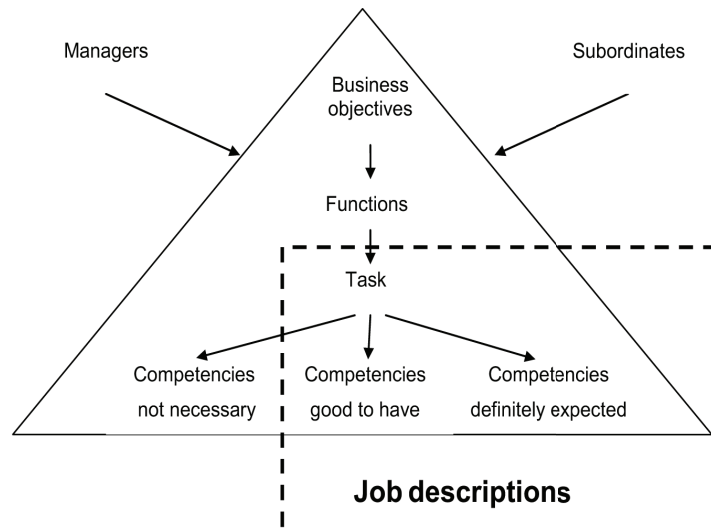 Managers
Subordinates
Business
objectives
Functions
Task
Competencies
not necessary
Competencies
good to have
Competencies
definitely expected
Job descriptions